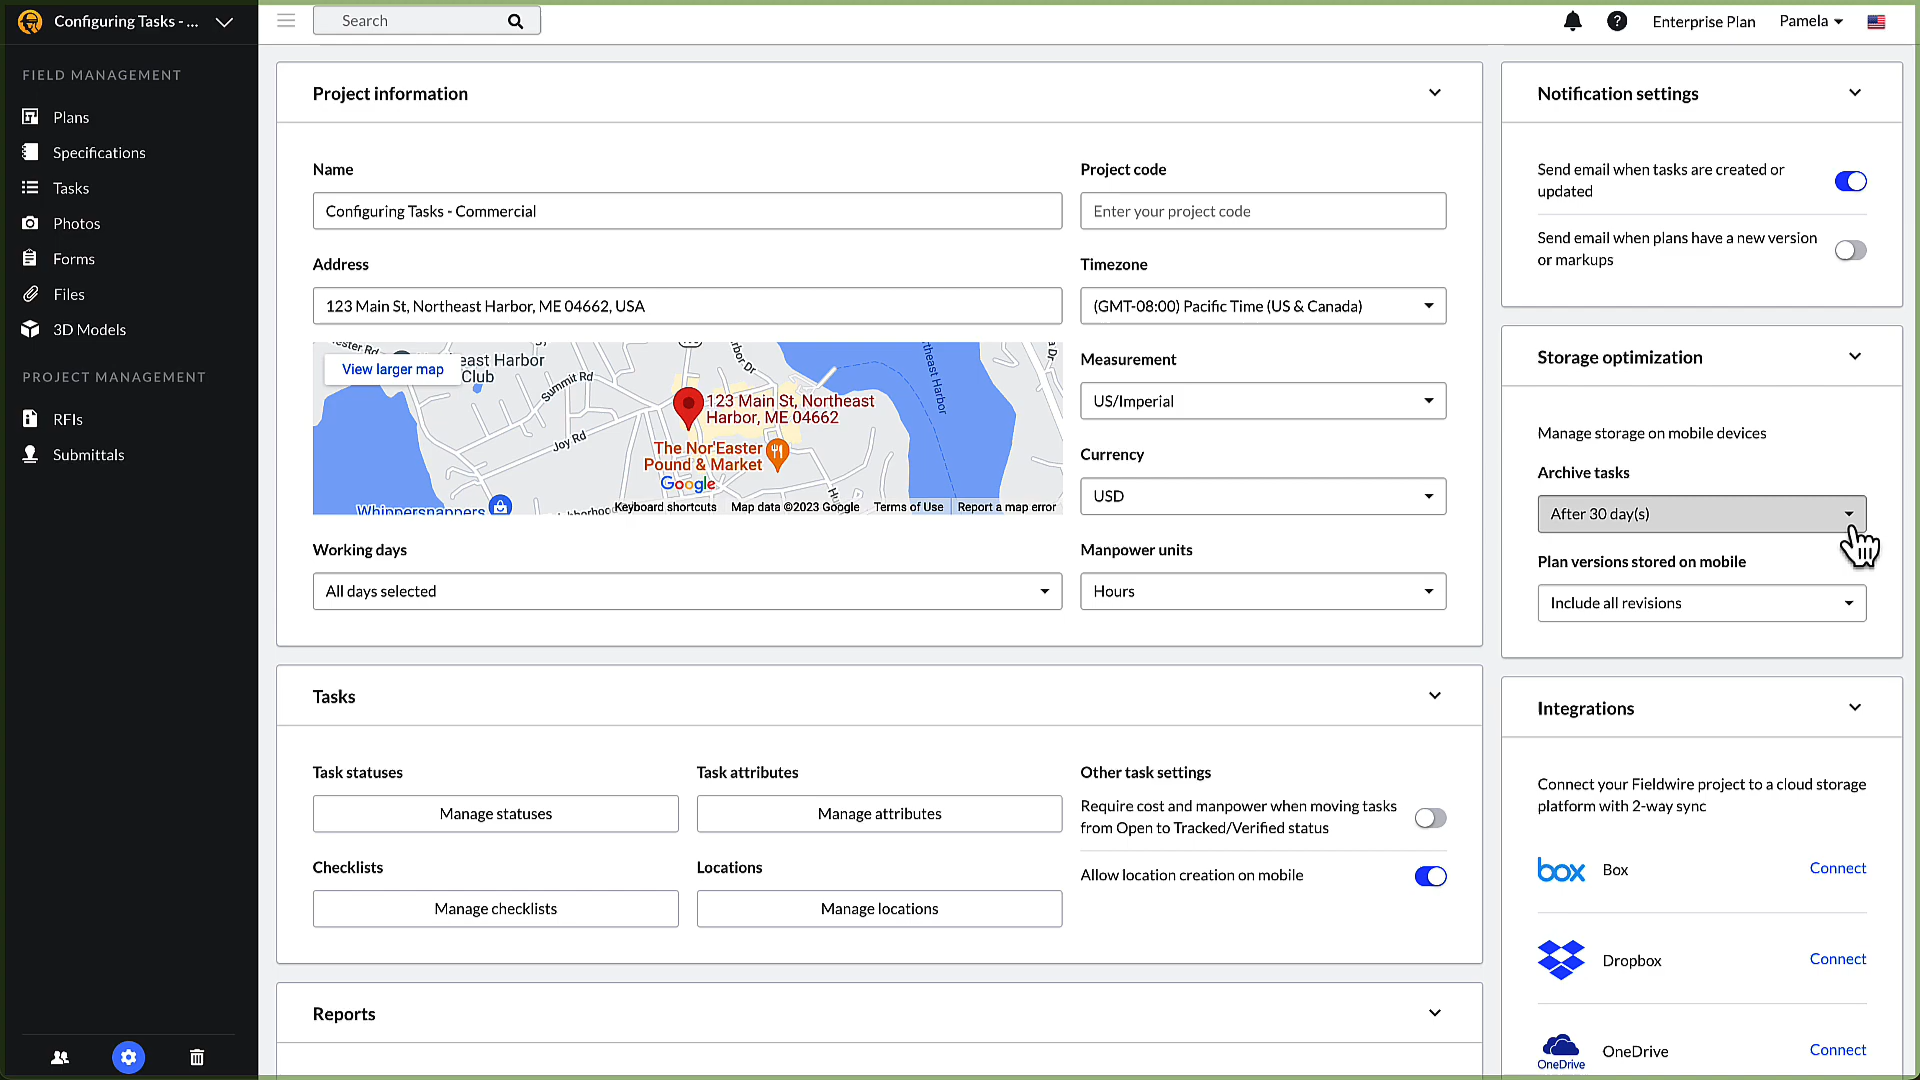 Configuring Tasks - ...
Search
Enterprise Plan
Pamela
FIELD MANAGEMENT
Plans
Specifications
Tasks
Photos
Forms
Files
3D Models
PROJECT MANAGEMENT
RFIs
Submittals
Project information
Name
Configuring Tasks - Commercial
Project code
Enter your project code
Address
123 Main St, Northeast Harbor, ME 04662, USA
Timezone
(GMT-08:00) Pacific Time (US & Canada)
View larger map
east Harbor
Club
Summit Rd
Joy Rd
123 Main St, Northeast
Harbor, ME 04662
The Nor'Easter
Pound & Market
Google
Whippersnappers
Keyboard shortcuts
Map data ©2023 Google
Terms of Use
Report a map error
Measurement
US/Imperial
Currency
USD
Working days
All days selected
Manpower units
Hours
Tasks
Task statuses
Manage statuses
Task attributes
Manage attributes
Checklists
Manage checklists
Locations
Manage locations
Other task settings
Require cost and manpower when moving tasks
from Open to Tracked/Verified status
Allow location creation on mobile
Reports
Notification settings
Send email when tasks are created or
updated
Send email when plans have a new version
or markups
Storage optimization
Manage storage on mobile devices
Archive tasks
After 30 day(s)
Plan versions stored on mobile
Include all revisions
Integrations
Connect your Fieldwire project to a cloud storage
platform with 2-way sync
box
Box
Connect
Dropbox
Connect
OneDrive
OneDrive
Connect